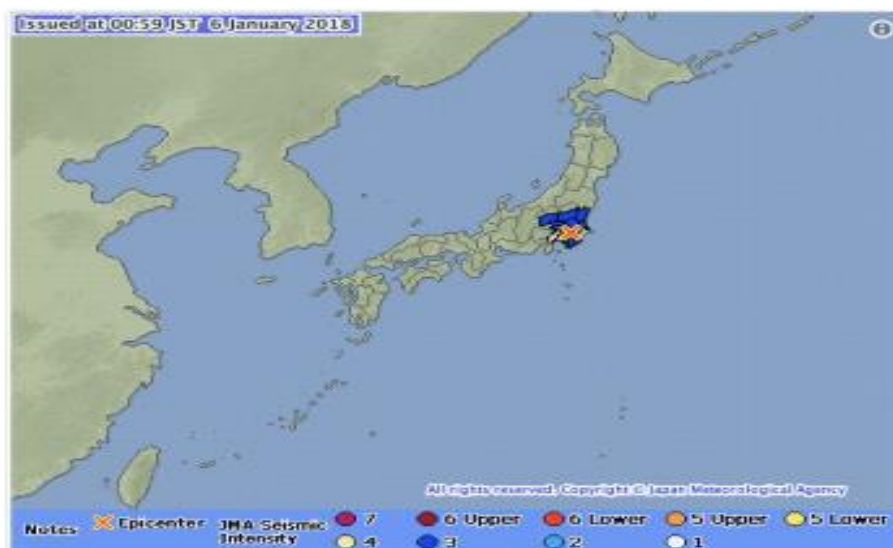 Issued at 00:59 JST 6 January 2018
All rights reserved. Copyright © Japan Meteorological Agency
Notes Epicenter JMA Seismic Intensity 7 6 Upper 6 Lower 5 Upper 5 Lower
4 3 2 1